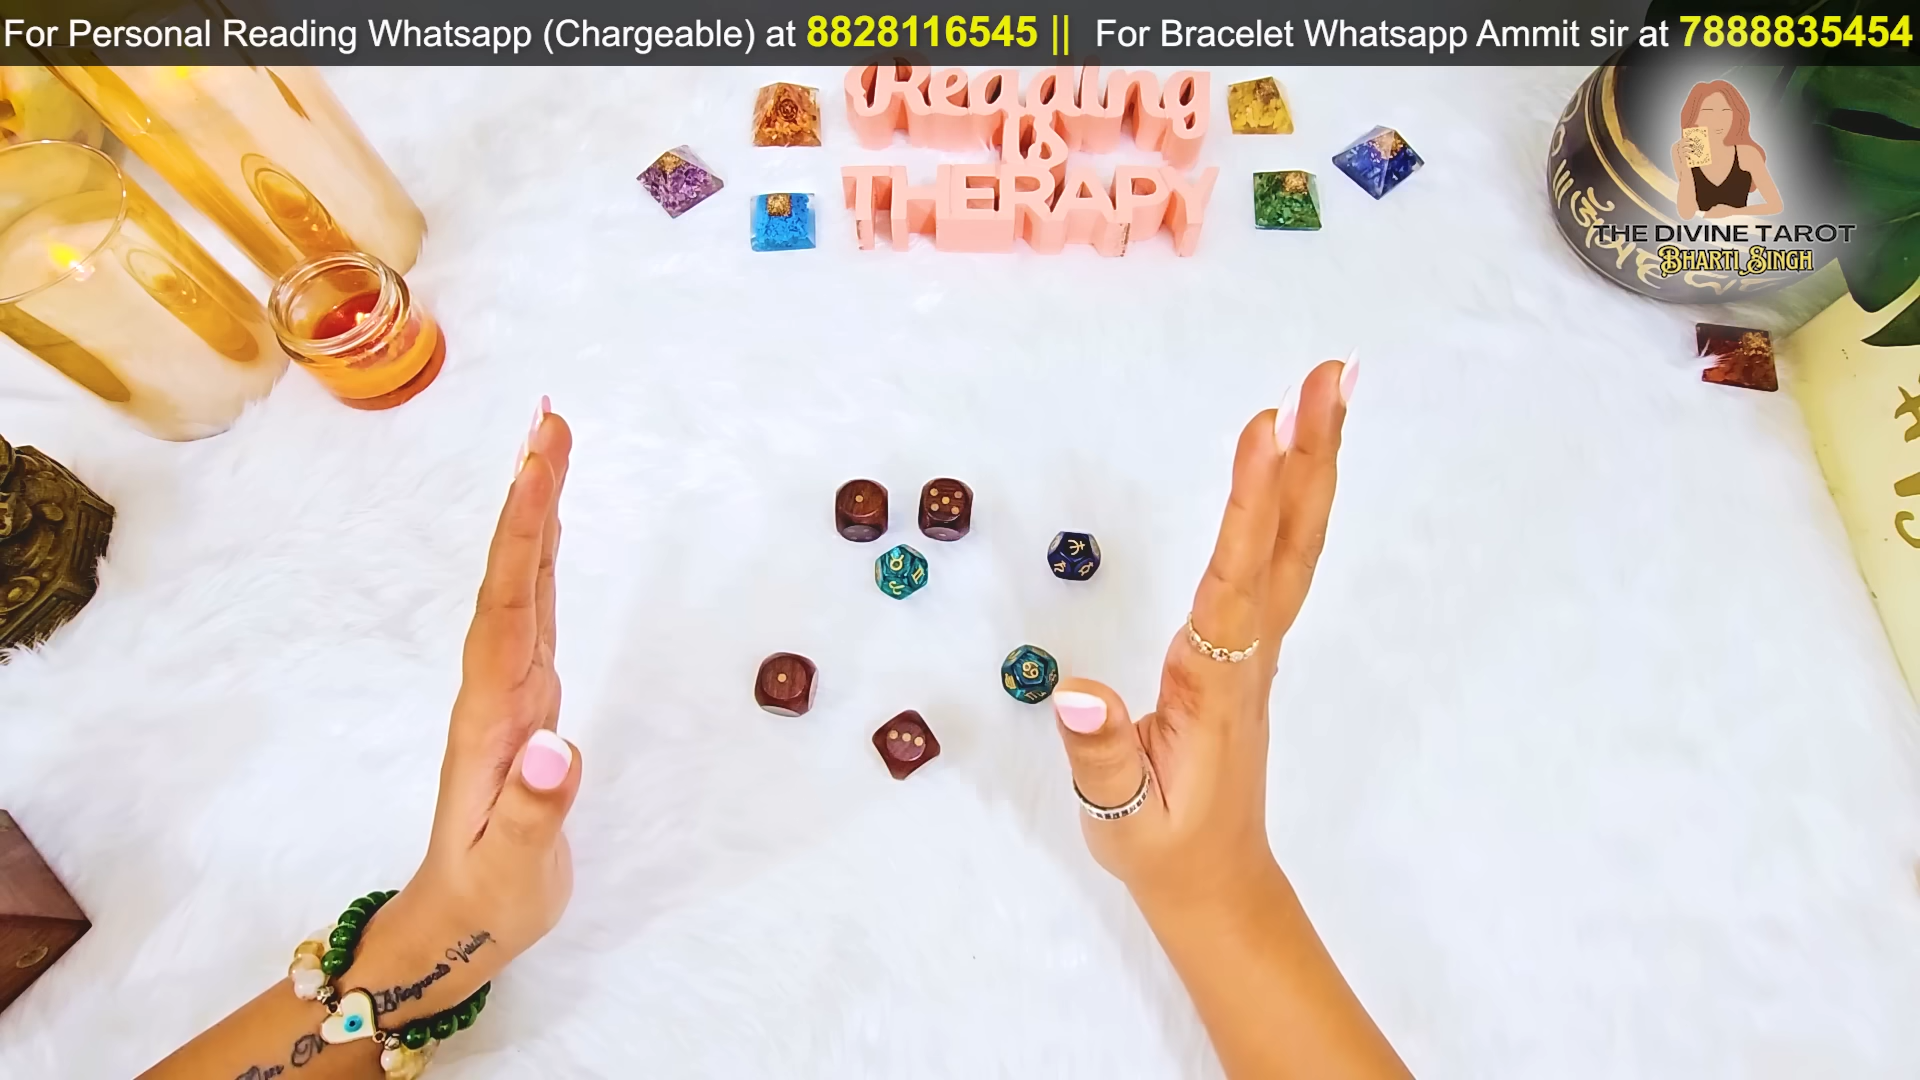 For Personal Reading Whatsapp (Chargeable) at 8828116545 || For Bracelet Whatsapp Ammit sir at 7888835454
Reading
is
THERAPY
THE DIVINE TAROT
BHARTI SINGH